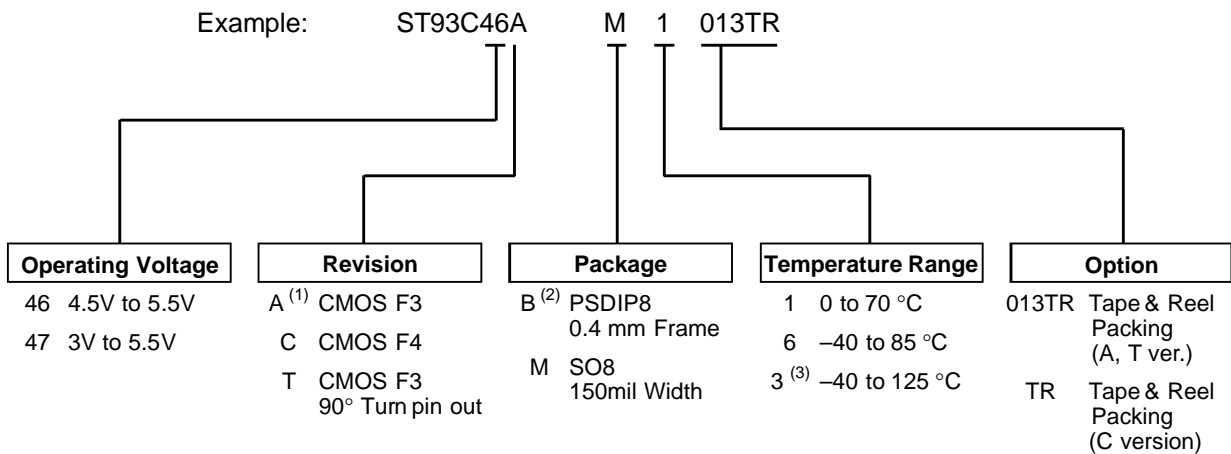 Example: ST93C46A M 1 013TR
Operating Voltage
46 4.5V to 5.5V
47 3V to 5.5V
Revision
A (1) CMOS F3
C CMOS F4
T CMOS F3
90° Turn pin out
Package
B (2) PSDIP8
0.4 mm Frame
M SO8
150mil Width
Temperature Range
1 0 to 70 °C
6 –40 to 85 °C
3 (3) –40 to 125 °C
Option
013TR Tape & Reel
Packing
(A, T ver.)
TR Tape & Reel
Packing
(C version)